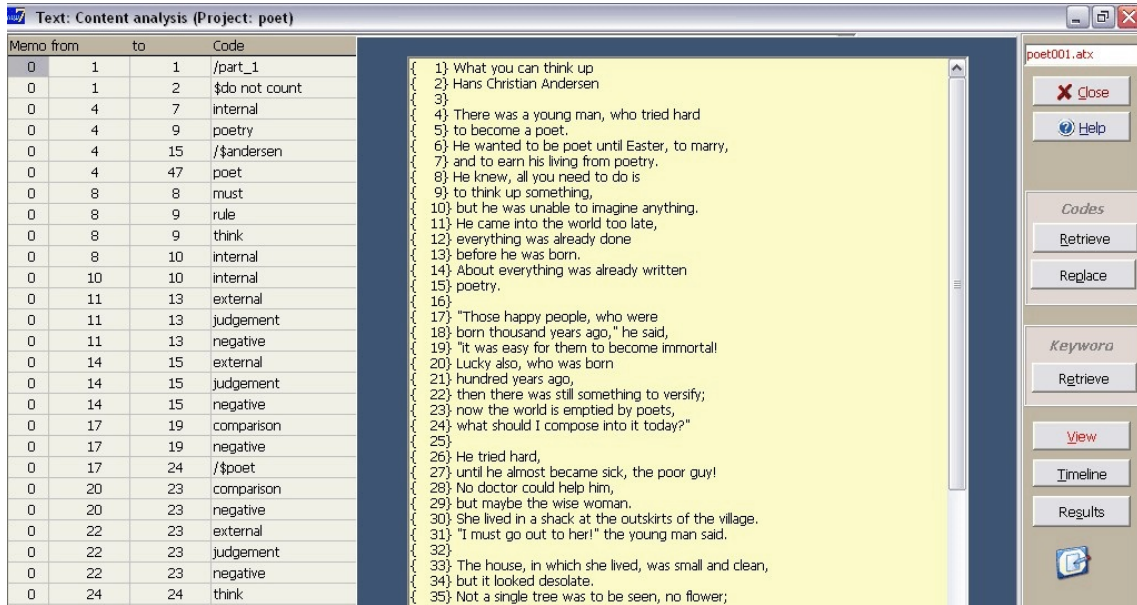 Text: Content analysis (Project: poet)
Memo from to Code
0 1 1 /part_1
0 1 2 $do not count
0 4 7 internal
0 4 9 poetry
0 4 15 /$andersen
0 4 47 poet
0 8 8 must
0 8 9 rule
0 8 9 think
0 8 10 internal
0 10 10 internal
0 11 13 external
0 11 13 judgement
0 11 13 negative
0 14 15 external
0 14 15 judgement
0 14 15 negative
0 17 19 comparison
0 17 19 negative
0 17 24 /$poet
0 20 23 comparison
0 20 23 negative
0 22 23 external
0 22 23 judgement
0 22 23 negative
0 24 24 think
{ 1} What you can think up
{ 2} Hans Christian Andersen
{ 3}
{ 4} There was a young man, who tried hard
{ 5} to become a poet.
{ 6} He wanted to be poet until Easter, to marry,
{ 7} and to earn his living from poetry.
{ 8} He knew, all you need to do is
{ 9} to think up something,
{ 10} but he was unable to imagine anything.
{ 11} He came into the world too late,
{ 12} everything was already done
{ 13} before he was born.
{ 14} About everything was already written
{ 15} poetry.
{ 16}
{ 17} "Those happy people, who were
{ 18} born thousand years ago," he said,
{ 19} "it was easy for them to become immortal!
{ 20} Lucky also, who was born
{ 21} hundred years ago,
{ 22} then there was still something to versify;
{ 23} now the world is emptied by poets,
{ 24} what should I compose into it today?"
{ 25}
{ 26} He tried hard,
{ 27} until he almost became sick, the poor guy!
{ 28} No doctor could help him,
{ 29} but maybe the wise woman.
{ 30} She lived in a shack at the outskirts of the village.
{ 31} "I must go out to her!" the young man said.
{ 32}
{ 33} The house, in which she lived, was small and clean,
{ 34} but it looked desolate.
{ 35} Not a single tree was to be seen, no flower;
poet001.atx
Close
Help
Codes
Retrieve
Replace
Keyword
Retrieve
View
Timeline
Results